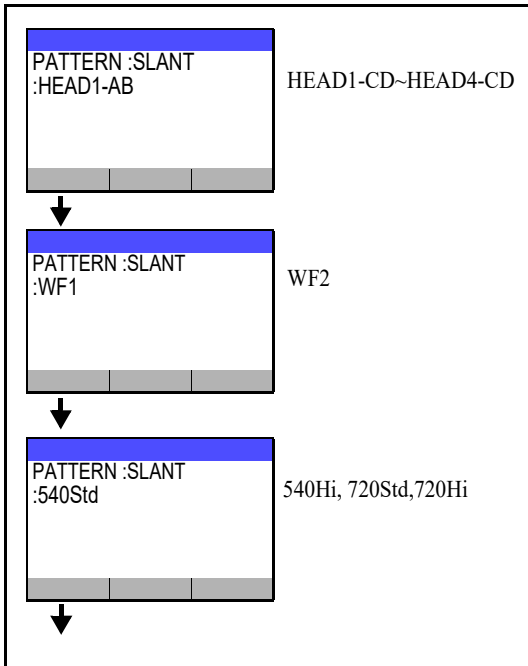 PATTERN :SLANT
:HEAD1-AB
HEAD1-CD~HEAD4-CD
PATTERN :SLANT
:WF1
WF2
PATTERN :SLANT
:540Std
540Hi, 720Std,720Hi